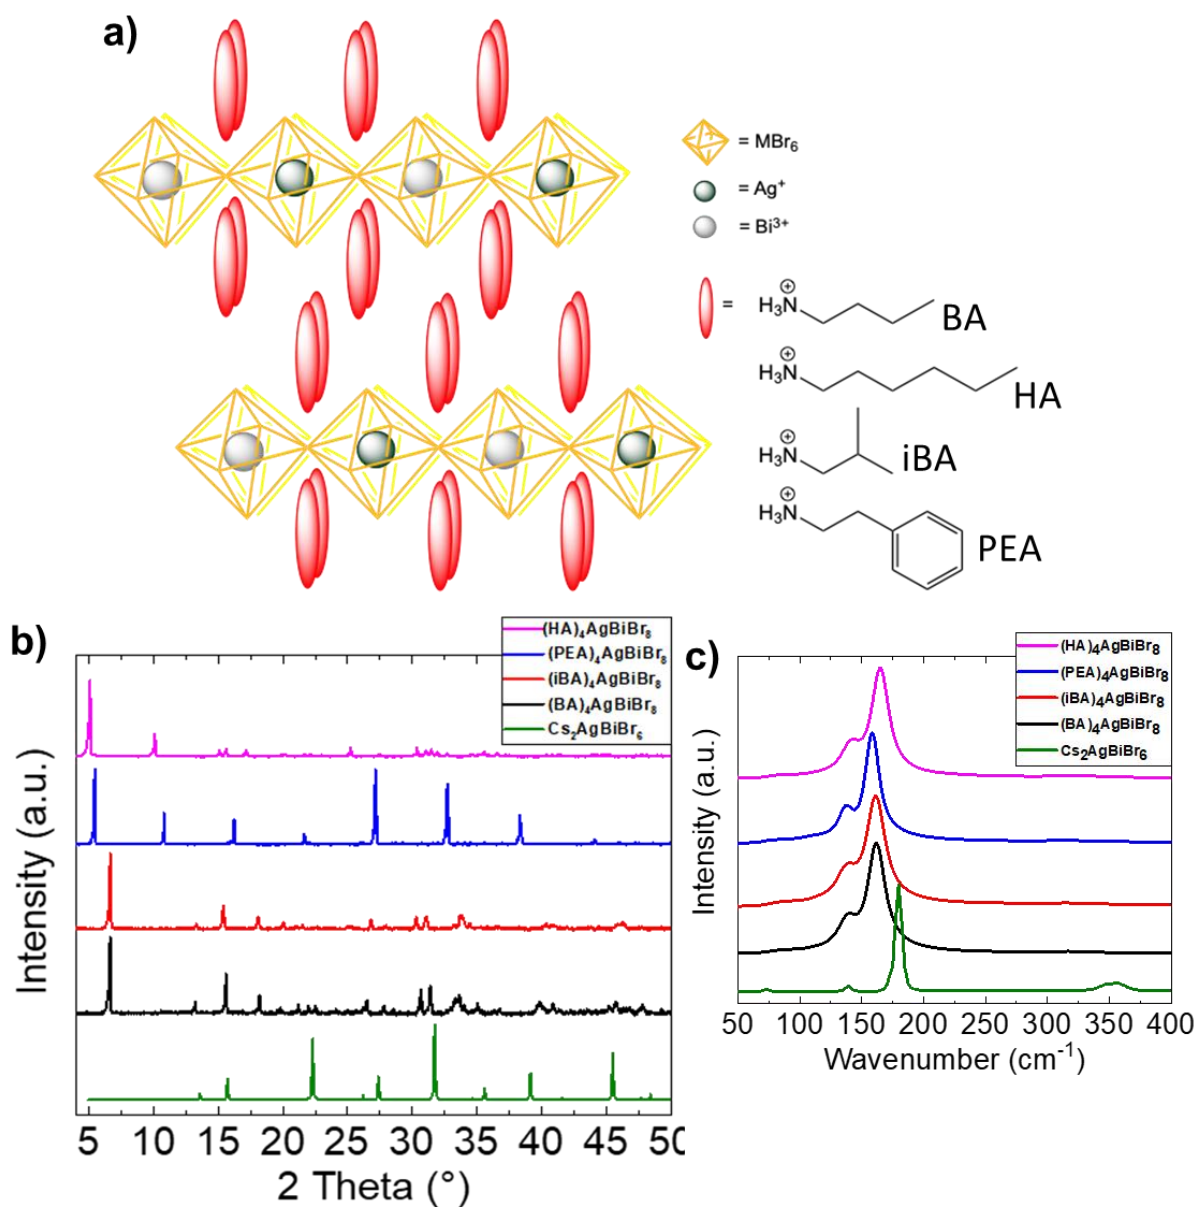 a)
= MBr₆
= Ag⁺
= Bi³⁺
= H₃N⊕ BA
H₃N⊕ HA
H₃N⊕ iBA
H₃N⊕ PEA
b)
(HA)₄AgBiBr₈
(PEA)₄AgBiBr₈
(iBA)₄AgBiBr₈
(BA)₄AgBiBr₈
Cs₂AgBiBr₆
Intensity (a.u.)
5 10 15 20 25 30 35 40 45 50
2 Theta (°)
c)
(HA)₄AgBiBr₈
(PEA)₄AgBiBr₈
(iBA)₄AgBiBr₈
(BA)₄AgBiBr₈
Cs₂AgBiBr₆
Intensity (a.u.)
50 100 150 200 250 300 350 400
Wavenumber (cm⁻¹)